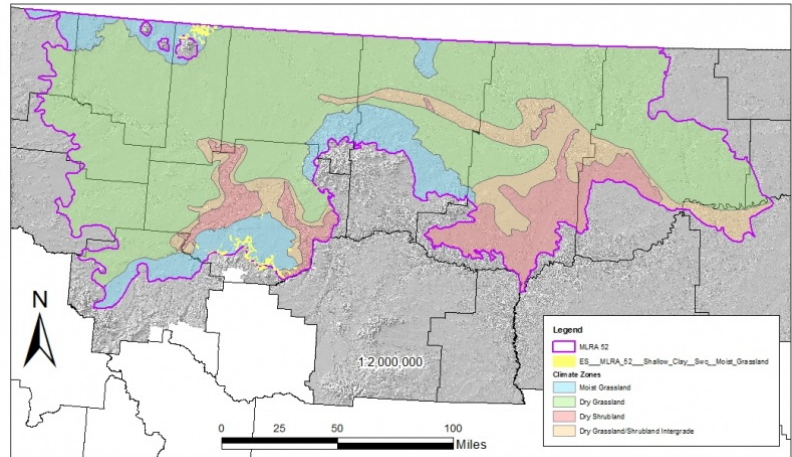 N
1:2,000,000
0 25 50 100
Miles
Legend
MLRA 52
ES___MLRA_52___Shallow_Clay__Swc__Moist_Grassland
Climate Zones
Moist Grassland
Dry Grassland
Dry Shrubland
Dry Grassland/Shrubland Intergrade